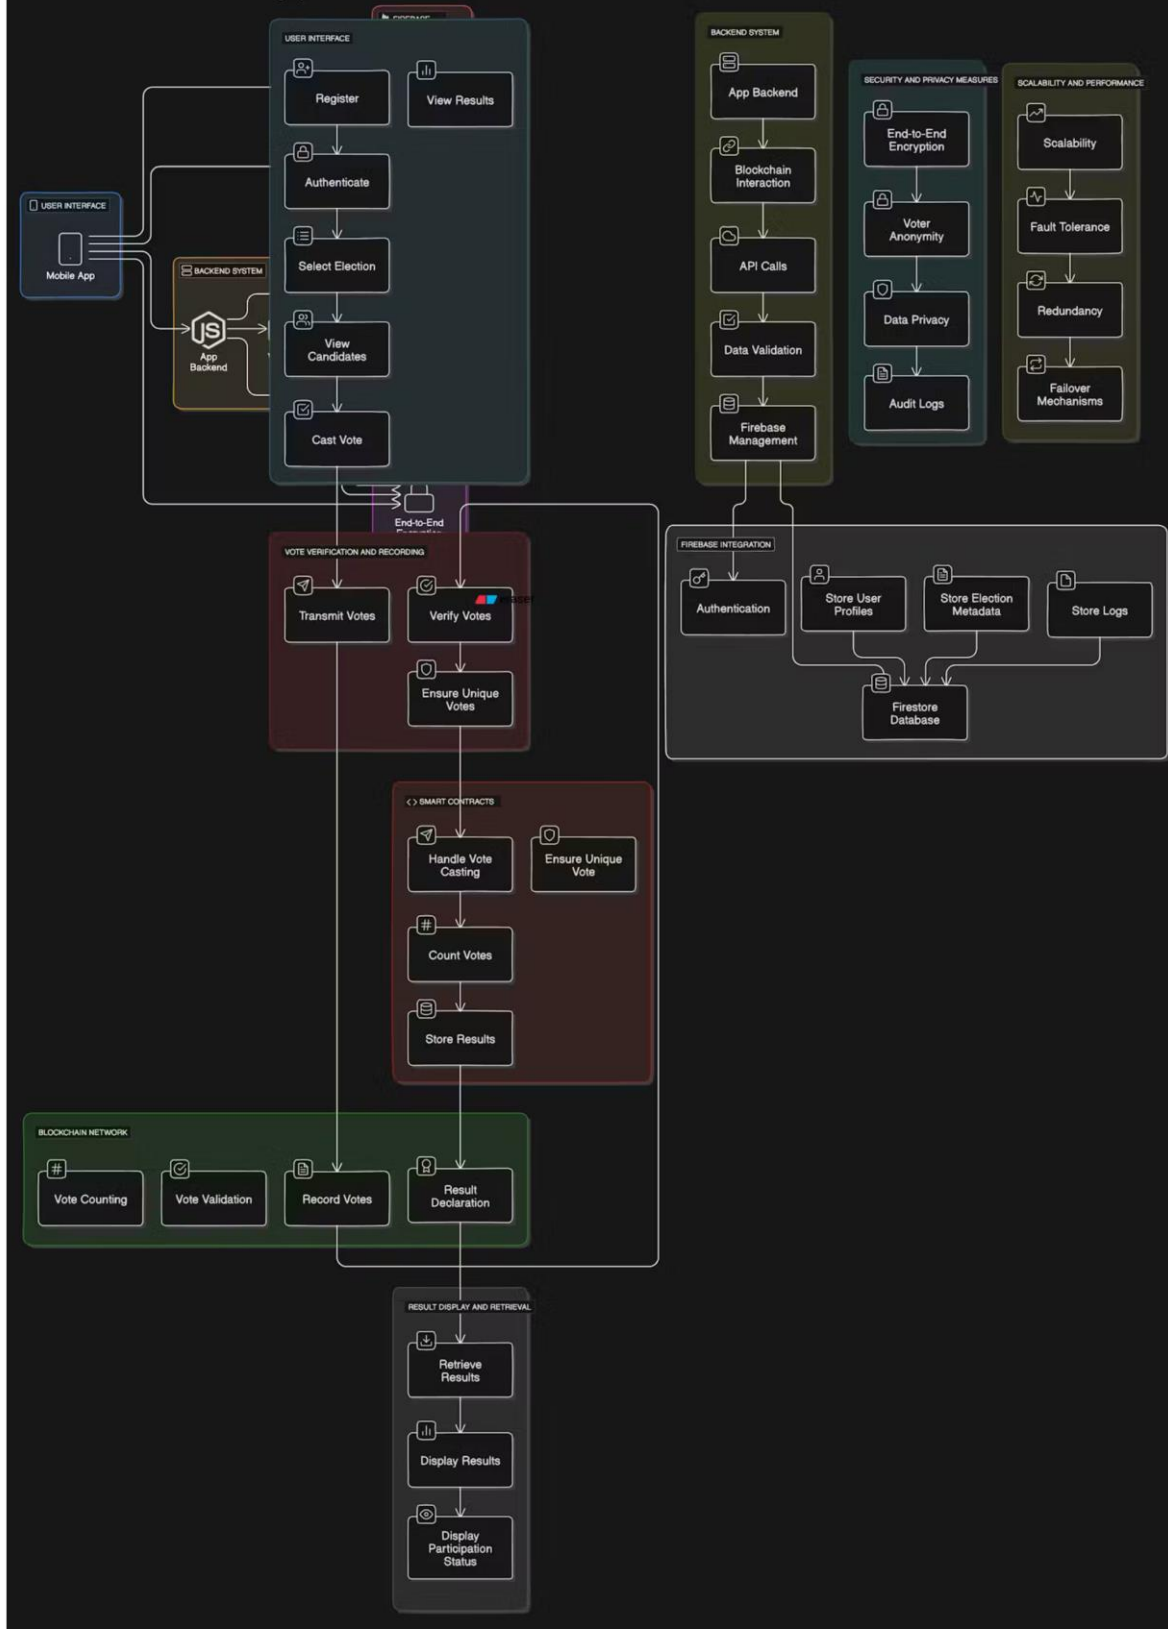 FIREBASE
USER INTERFACE
Register
View Results
Authenticate
Select Election
View
Candidates
Cast Vote
USER INTERFACE
Mobile App
BACKEND SYSTEM
JS
App
Backend
End-to-End
BACKEND SYSTEM
App Backend
Blockchain
Interaction
API Calls
Data Validation
Firebase
Management
SECURITY AND PRIVACY MEASURES
End-to-End
Encryption
Voter
Anonymity
Data Privacy
Audit Logs
SCALABILITY AND PERFORMANCE
Scalability
Fault Tolerance
Redundancy
Failover
Mechanisms
VOTE VERIFICATION AND RECORDING
Transmit Votes
eraser
Verify Votes
Ensure Unique
Votes
FIREBASE INTEGRATION
Authentication
Store User
Profiles
Store Election
Metadata
Store Logs
Firestore
Database
<> SMART CONTRACTS
Handle Vote
Casting
Ensure Unique
Vote
# Count Votes
Store Results
BLOCKCHAIN NETWORK
# Vote Counting
Vote Validation
Record Votes
Result
Declaration
RESULT DISPLAY AND RETRIEVAL
Retrieve
Results
Display Results
Display
Participation
Status